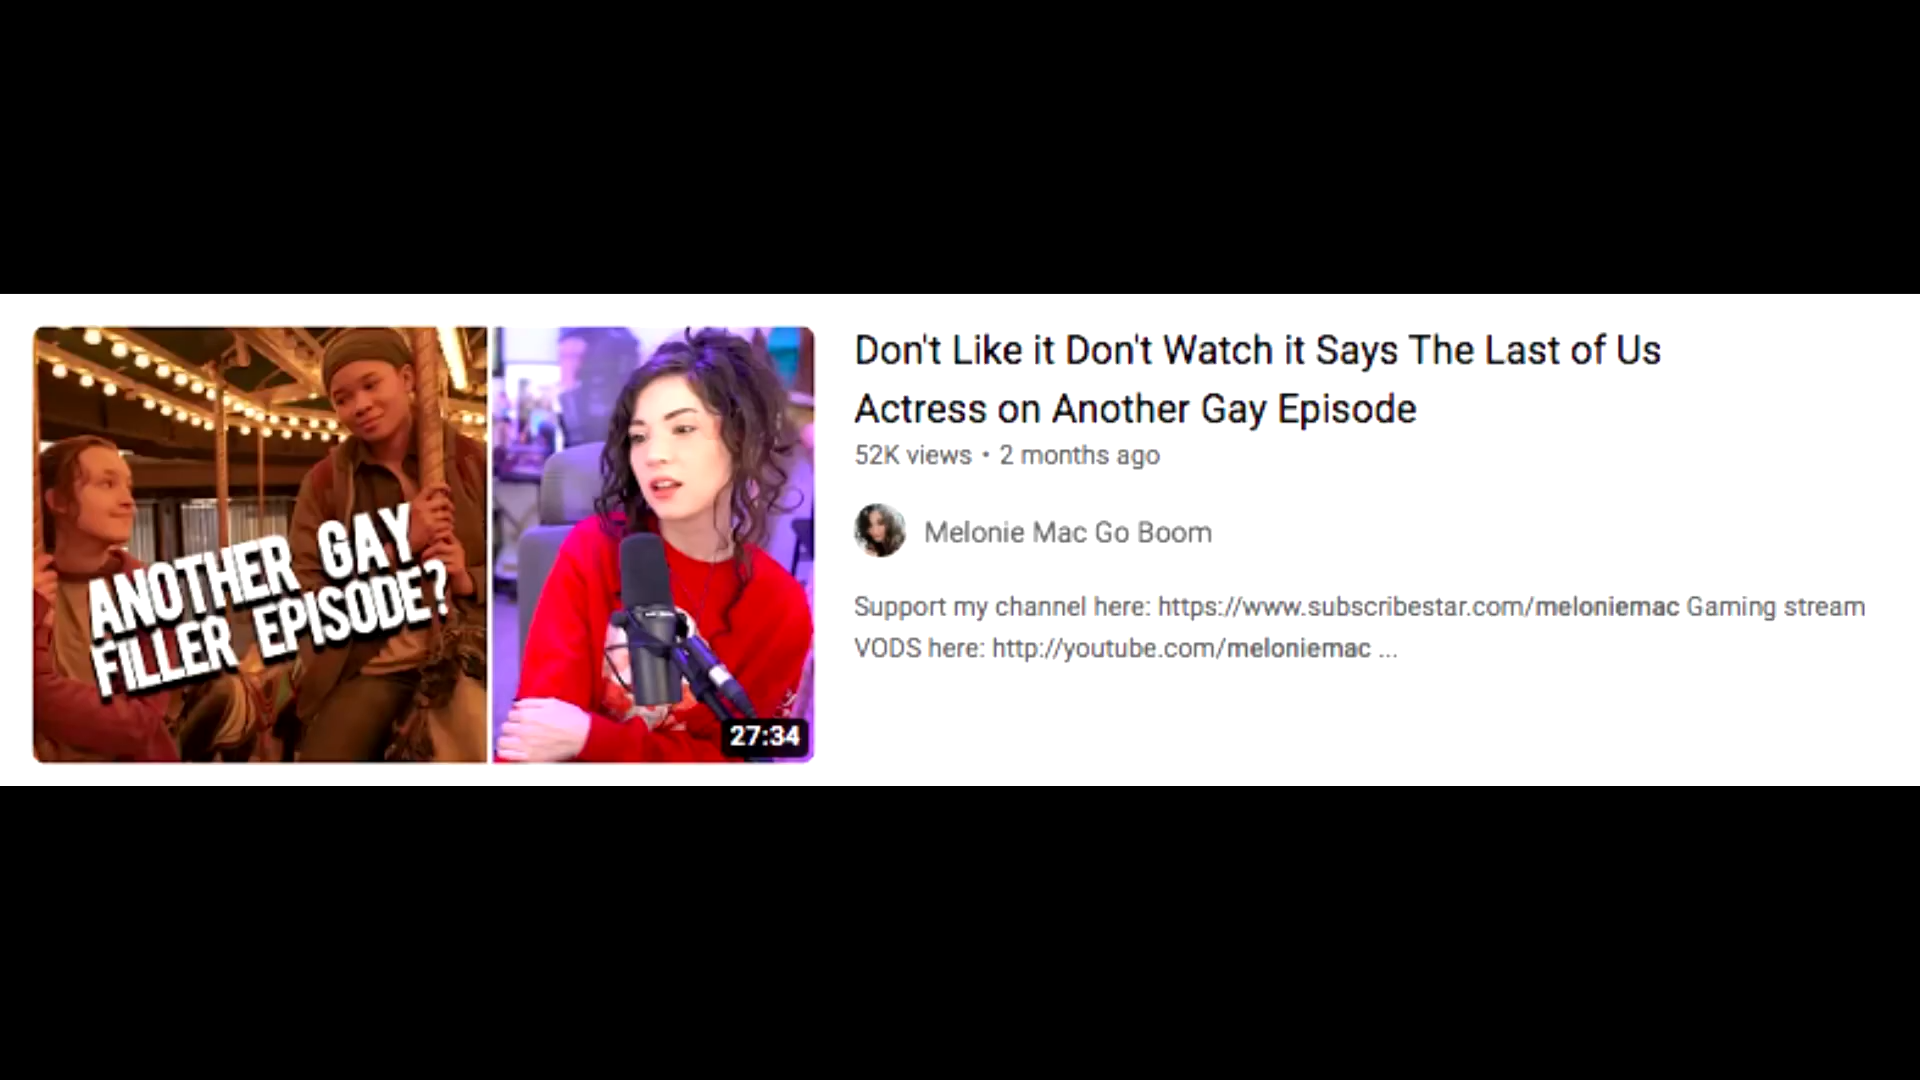 ANOTHER GAY
FILLER EPISODE?
27:34
Don't Like it Don't Watch it Says The Last of Us
Actress on Another Gay Episode
52K views • 2 months ago
Melonie Mac Go Boom
Support my channel here: https://www.subscribestar.com/meloniemac Gaming stream
VODS here: http://youtube.com/meloniemac ...